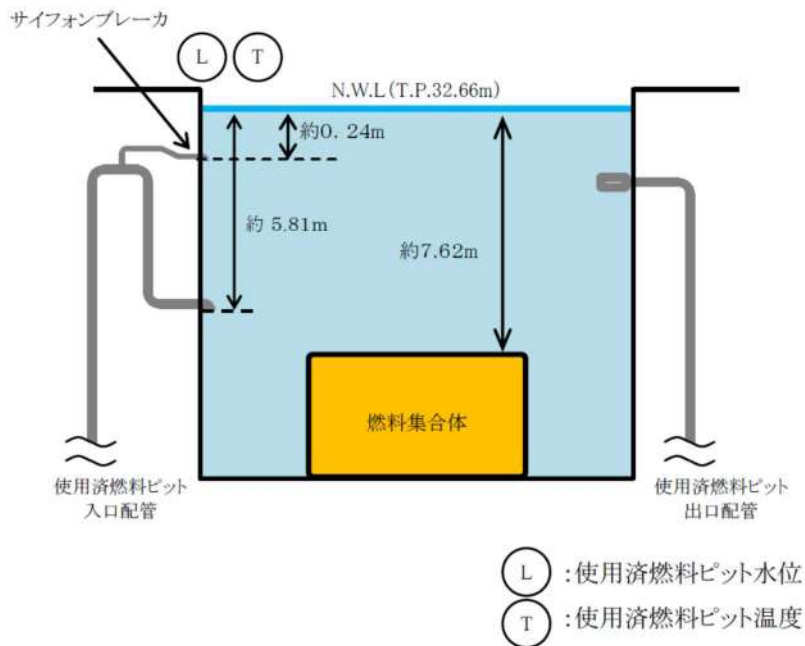 サイフォンブレーカ
L T
N.W.L(T.P.32.66m)
約0.24m
約 5.81m
約7.62m
燃料集合体
使用済燃料ピット
入口配管
使用済燃料ピット
出口配管
L :使用済燃料ピット水位
T :使用済燃料ピット温度